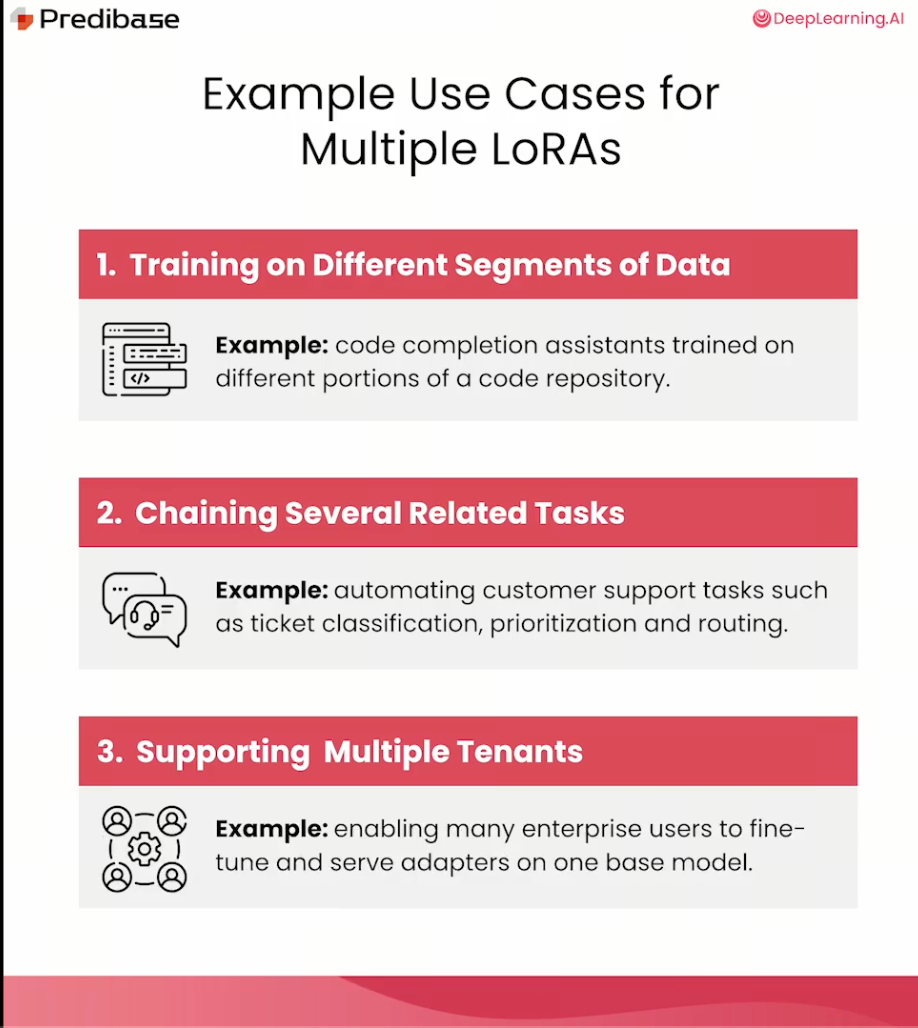 Predibase
DeepLearning.AI
Example Use Cases for
Multiple LoRAs
1. Training on Different Segments of Data
</>
Example: code completion assistants trained on
different portions of a code repository.
2. Chaining Several Related Tasks
Example: automating customer support tasks such
as ticket classification, prioritization and routing.
3. Supporting Multiple Tenants
Example: enabling many enterprise users to fine-
tune and serve adapters on one base model.